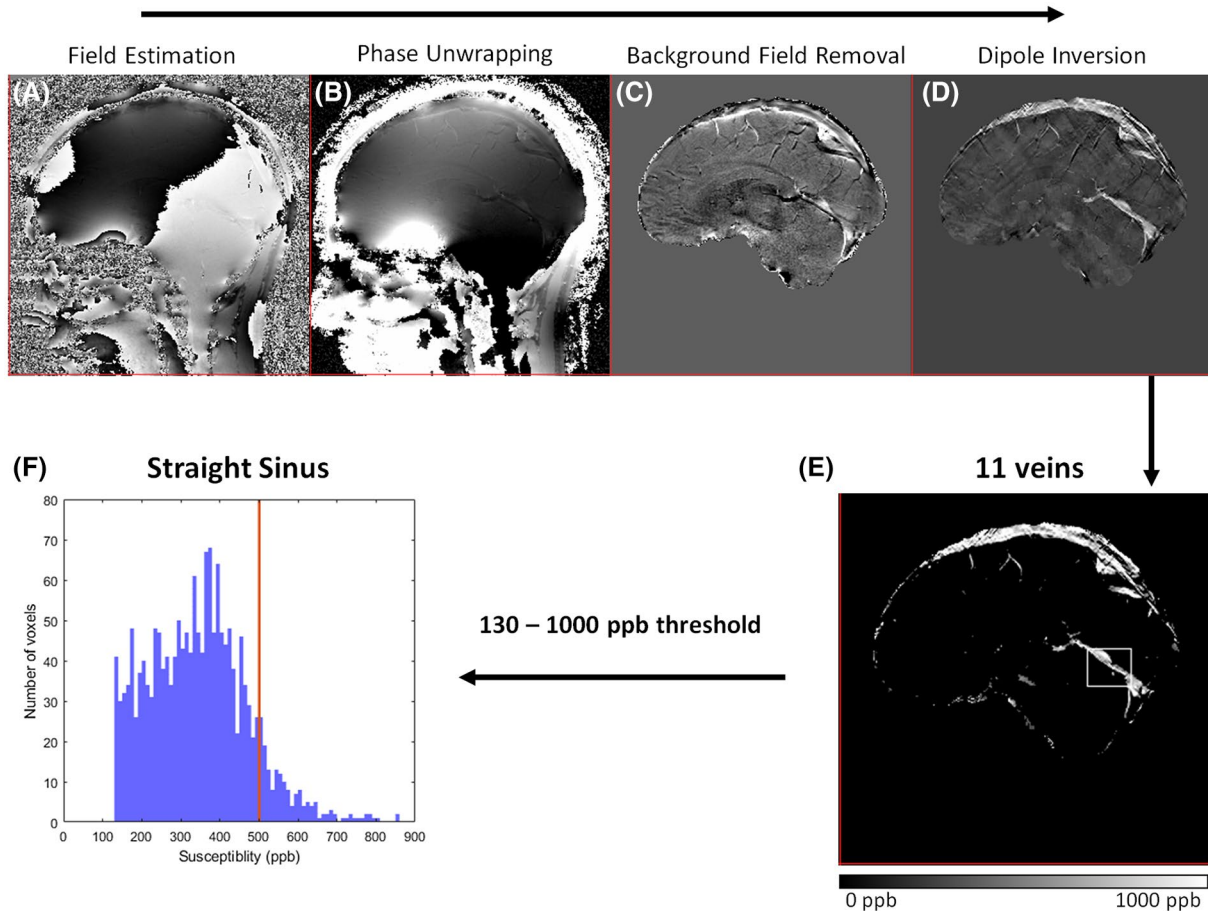 Field Estimation
Phase Unwrapping
Background Field Removal
Dipole Inversion
(A)
(B)
(C)
(D)
(F)
Straight Sinus
(E)
11 veins
80
70
60
50
40
30
20
10
0
Number of voxels
0 100 200 300 400 500 600 700 800 900
Susceptiblity (ppb)
130 – 1000 ppb threshold
0 ppb
1000 ppb